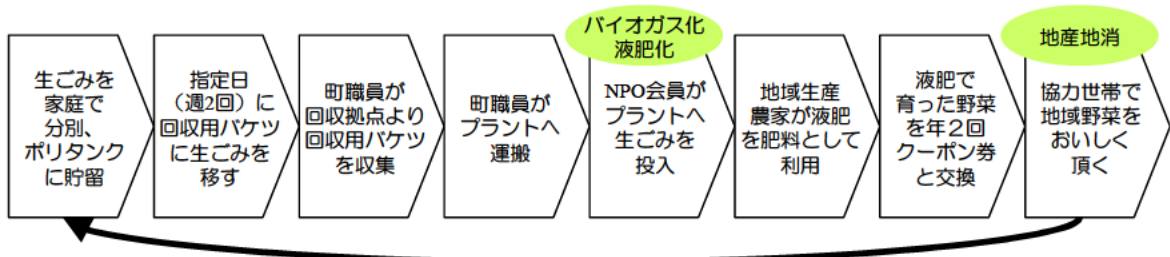 生ごみを
家庭で
分別、
ポリタンク
に貯留
指定日
（週2回）に
回収用バケツ
に生ごみを
移す
町職員が
回収拠点より
回収用バケツ
を収集
町職員が
プラントへ
運搬
バイオガス化
液肥化
NPO会員が
プラントへ
生ごみを
投入
地域生産
農家が液肥
を肥料として
利用
液肥で
育った野菜
を年２回
クーポン券
と交換
地産地消
協力世帯で
地域野菜を
おいしく
頂く